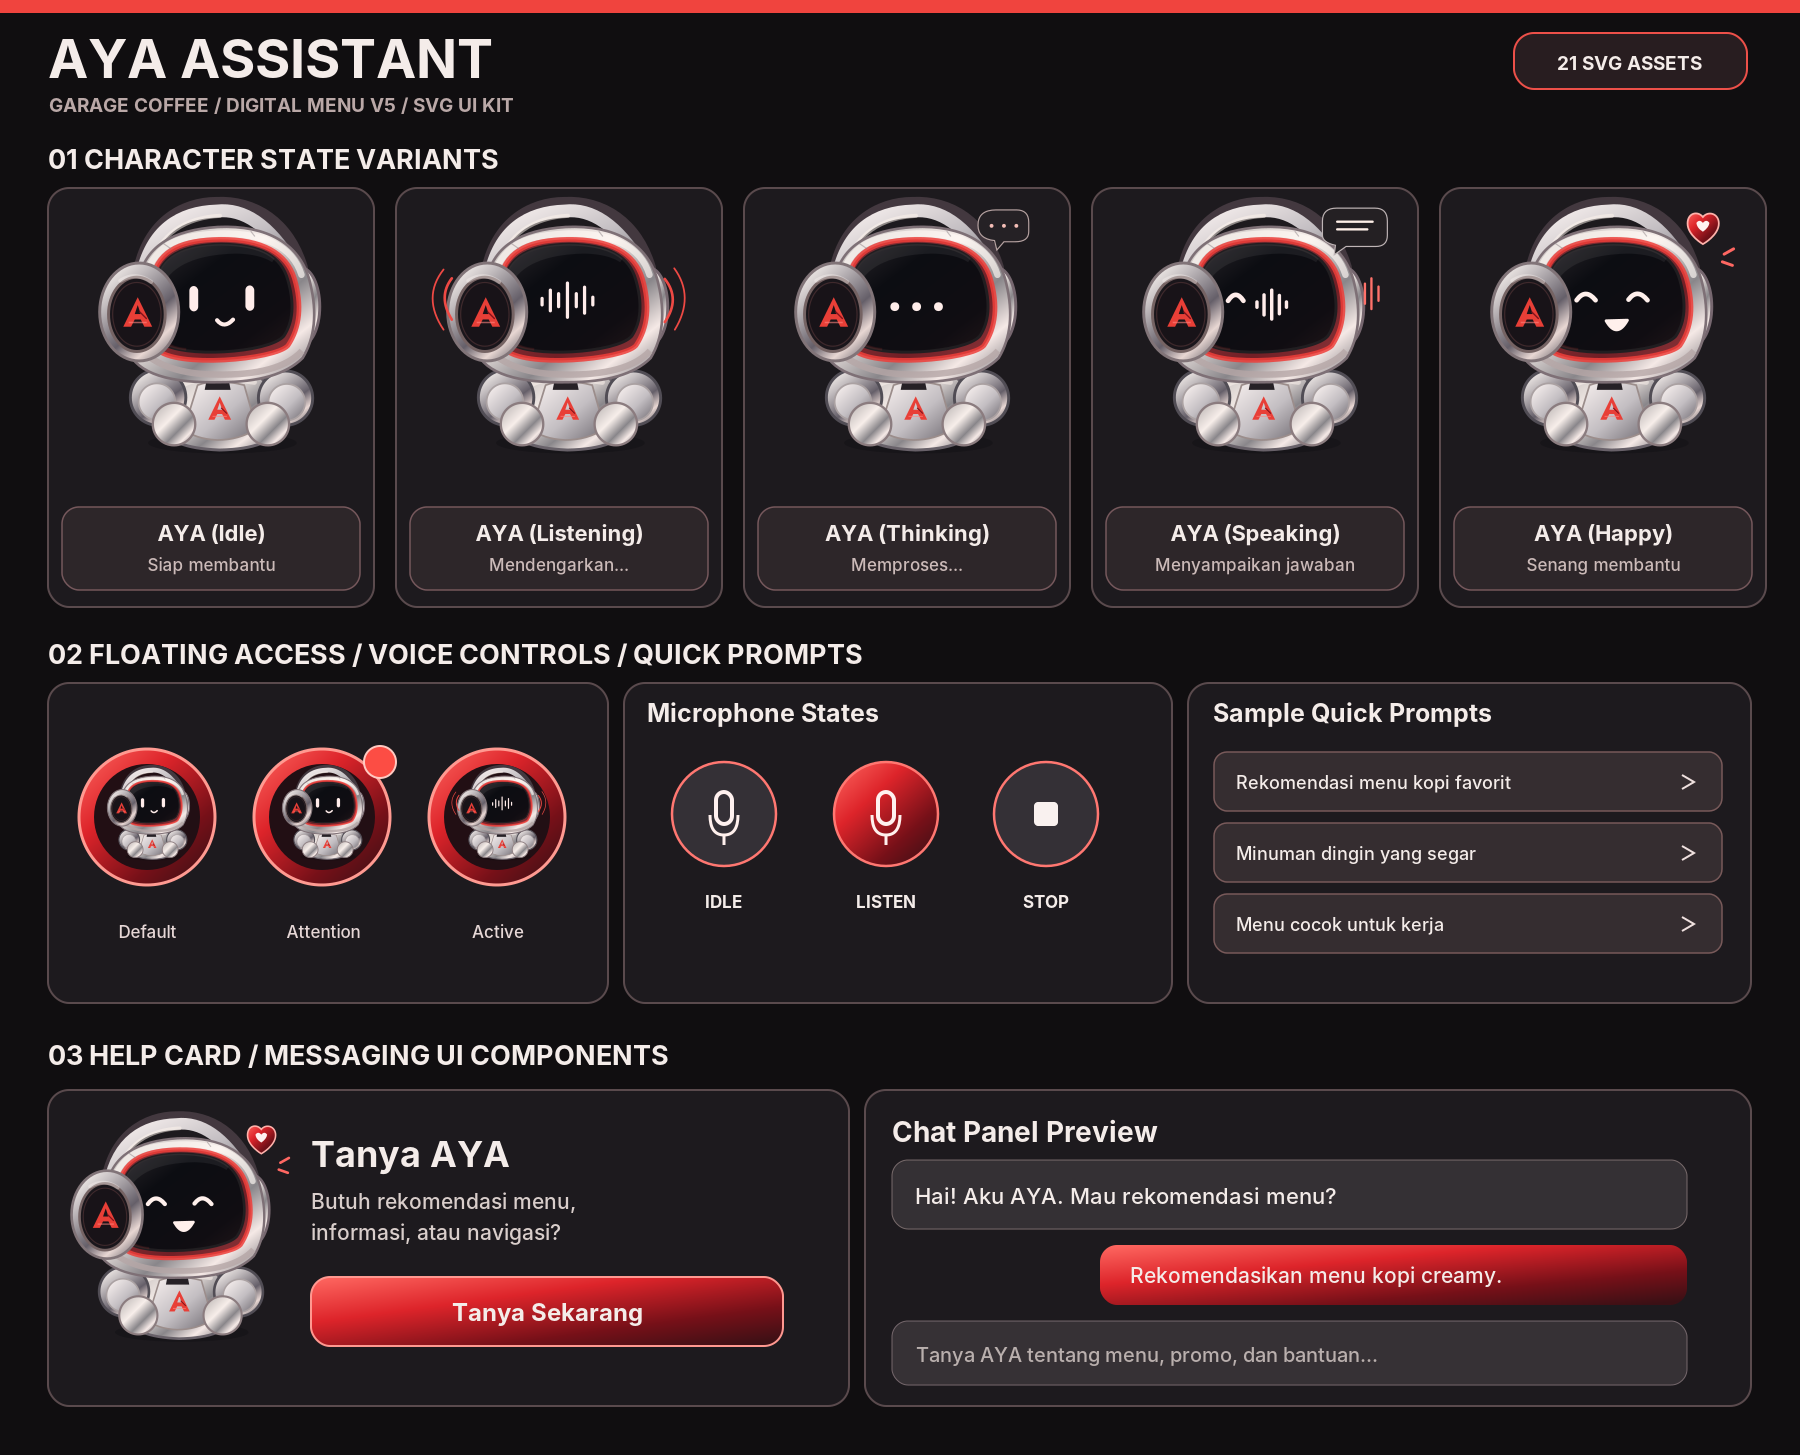 AYA ASSISTANT
21 SVG ASSETS
GARAGE COFFEE / DIGITAL MENU V5 / SVG UI KIT
01 CHARACTER STATE VARIANTS
AYA (Idle)
Siap membantu
AYA (Listening)
Mendengarkan...
AYA (Thinking)
Memproses...
AYA (Speaking)
Menyampaikan jawaban
AYA (Happy)
Senang membantu
02 FLOATING ACCESS / VOICE CONTROLS / QUICK PROMPTS
Default
Attention
Active
Microphone States
IDLE
LISTEN
STOP
Sample Quick Prompts
Rekomendasi menu kopi favorit
Minuman dingin yang segar
Menu cocok untuk kerja
03 HELP CARD / MESSAGING UI COMPONENTS
Tanya AYA
Butuh rekomendasi menu,
informasi, atau navigasi?
Tanya Sekarang
Chat Panel Preview
Hai! Aku AYA. Mau rekomendasi menu?
Rekomendasikan menu kopi creamy.
Tanya AYA tentang menu, promo, dan bantuan...